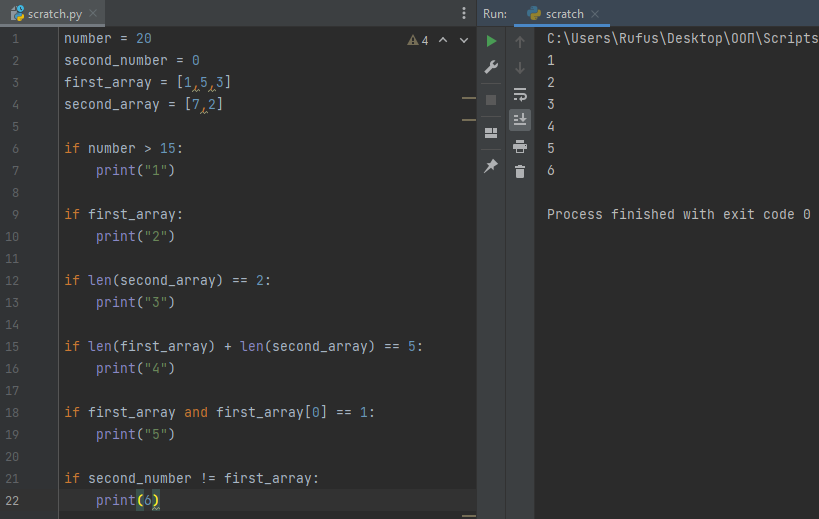 scratch.py
4
1 number = 20
2 second_number = 0
3 first_array = [1,5,3]
4 second_array = [7,2]
5
6 if number > 15:
7     print("1")
8
9 if first_array:
10     print("2")
11
12 if len(second_array) == 2:
13     print("3")
14
15 if len(first_array) + len(second_array) == 5:
16     print("4")
17
18 if first_array and first_array[0] == 1:
19     print("5")
20
21 if second_number != first_array:
22     print(6)
Run: scratch
C:\Users\Rufus\Desktop\ООП\Scripts
1
2
3
4
5
6
Process finished with exit code 0